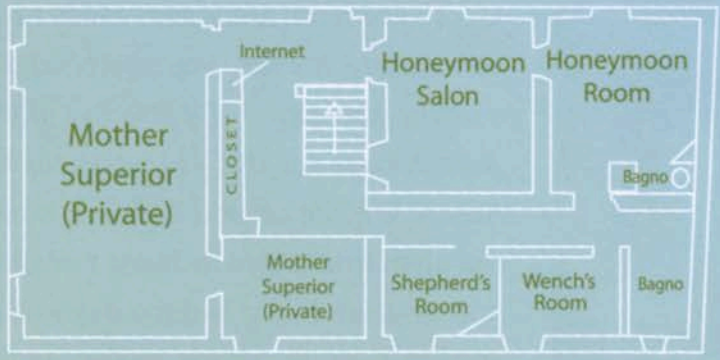 Internet
Honeymoon
Salon
Honeymoon
Room
Mother
Superior
(Private)
CLOSET
Bagno
Mother
Superior
(Private)
Shepherd's
Room
Wench's
Room
Bagno